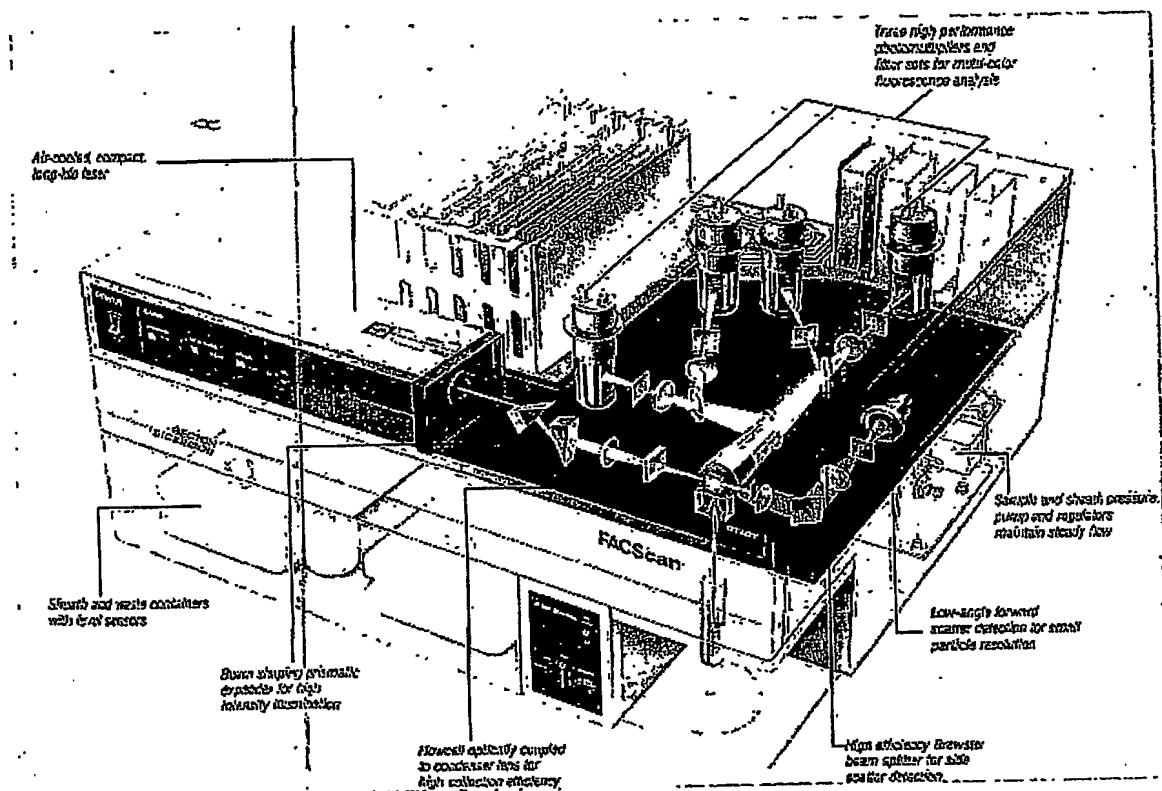 Three high performance
photomultipliers and
filter sets for multi-color
fluorescence analysis
Air-cooled, compact,
long-life laser
Sample and sheath pressure,
pump and regulators
maintain steady flow
FACScan
Sheath and waste containers
with level sensors
Low-angle forward
scatter detection for small
particle resolution
Beam shaping prismatic
expander for high
intensity illumination
Flowcell optically coupled
to condenser lens for
high collection efficiency
High efficiency Brewster
beam splitter for side
scatter detection